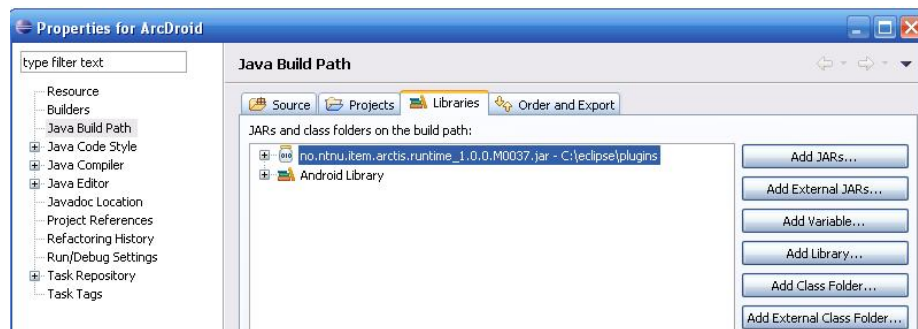 Properties for ArcDroid
type filter text
Resource
Builders
Java Build Path
Java Code Style
Java Compiler
Java Editor
Javadoc Location
Project References
Refactoring History
Run/Debug Settings
Task Repository
Task Tags
Java Build Path
Source Projects Libraries Order and Export
JARs and class folders on the build path:
no.ntnu.item.arctis.runtime_1.0.0.M0037.jar - C:\eclipse\plugins
Android Library
Add JARs...
Add External JARs...
Add Variable...
Add Library...
Add Class Folder...
Add External Class Folder...